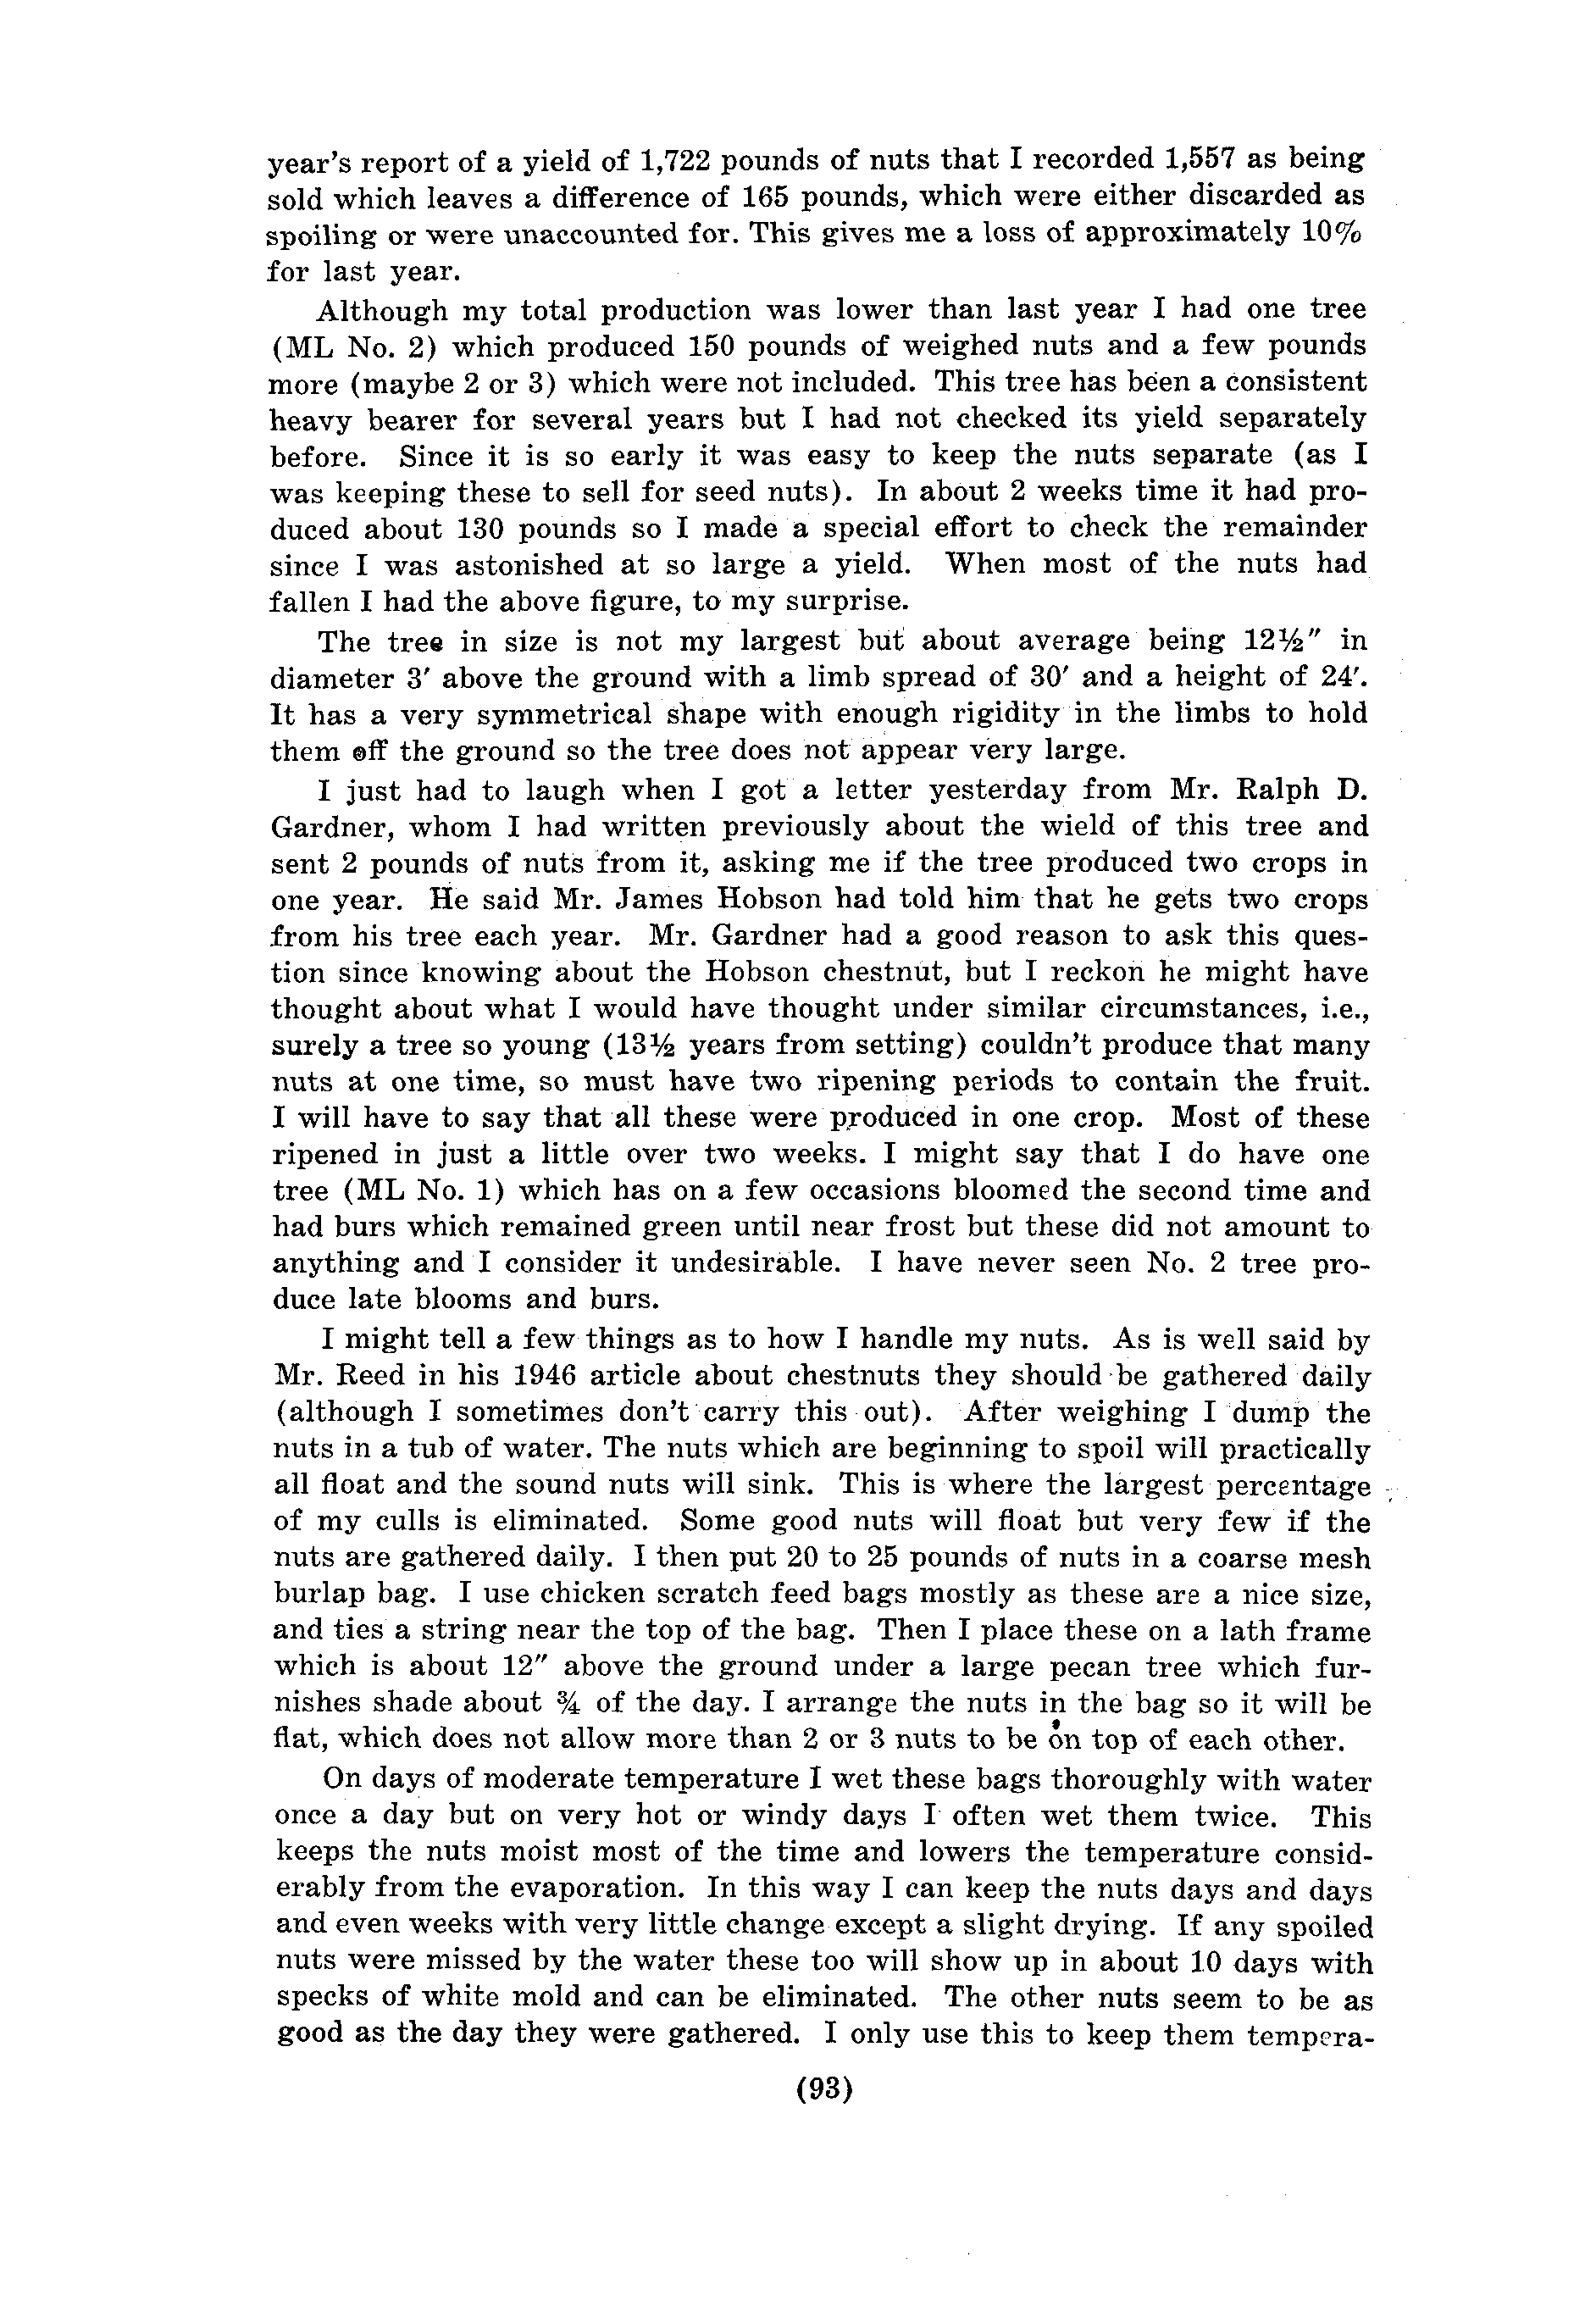 year's report of a yield of 1,722 pounds of nuts that I recorded 1,557 as being
sold which leaves a difference of 165 pounds, which were either discarded as
spoiling or were unaccounted for. This gives me a loss of approximately 10%
for last year.
Although my total production was lower than last year I had one tree
(ML No. 2) which produced 150 pounds of weighed nuts and a few pounds
more (maybe 2 or 3) which were not included. This tree has been a consistent
heavy bearer for several years but I had not checked its yield separately
before. Since it is so early it was easy to keep the nuts separate (as I
was keeping these to sell for seed nuts). In about 2 weeks time it had pro-
duced about 130 pounds so I made a special effort to check the remainder
since I was astonished at so large a yield. When most of the nuts had
fallen I had the above figure, to my surprise.
The tree in size is not my largest but about average being 12½" in
diameter 3' above the ground with a limb spread of 30' and a height of 24'.
It has a very symmetrical shape with enough rigidity in the limbs to hold
them off the ground so the tree does not appear very large.
I just had to laugh when I got a letter yesterday from Mr. Ralph D.
Gardner, whom I had written previously about the wield of this tree and
sent 2 pounds of nuts from it, asking me if the tree produced two crops in
one year. He said Mr. James Hobson had told him that he gets two crops
from his tree each year. Mr. Gardner had a good reason to ask this ques-
tion since knowing about the Hobson chestnut, but I reckon he might have
thought about what I would have thought under similar circumstances, i.e.,
surely a tree so young (13½ years from setting) couldn't produce that many
nuts at one time, so must have two ripening periods to contain the fruit.
I will have to say that all these were produced in one crop. Most of these
ripened in just a little over two weeks. I might say that I do have one
tree (ML No. 1) which has on a few occasions bloomed the second time and
had burs which remained green until near frost but these did not amount to
anything and I consider it undesirable. I have never seen No. 2 tree pro-
duce late blooms and burs.
I might tell a few things as to how I handle my nuts. As is well said by
Mr. Reed in his 1946 article about chestnuts they should be gathered daily
(although I sometimes don't carry this out). After weighing I dump the
nuts in a tub of water. The nuts which are beginning to spoil will practically
all float and the sound nuts will sink. This is where the largest percentage
of my culls is eliminated. Some good nuts will float but very few if the
nuts are gathered daily. I then put 20 to 25 pounds of nuts in a coarse mesh
burlap bag. I use chicken scratch feed bags mostly as these are a nice size,
and ties a string near the top of the bag. Then I place these on a lath frame
which is about 12" above the ground under a large pecan tree which fur-
nishes shade about ¾ of the day. I arrange the nuts in the bag so it will be
flat, which does not allow more than 2 or 3 nuts to be on top of each other.
On days of moderate temperature I wet these bags thoroughly with water
once a day but on very hot or windy days I often wet them twice. This
keeps the nuts moist most of the time and lowers the temperature consid-
erably from the evaporation. In this way I can keep the nuts days and days
and even weeks with very little change except a slight drying. If any spoiled
nuts were missed by the water these too will show up in about 10 days with
specks of white mold and can be eliminated. The other nuts seem to be as
good as the day they were gathered. I only use this to keep them tempera-
(93)